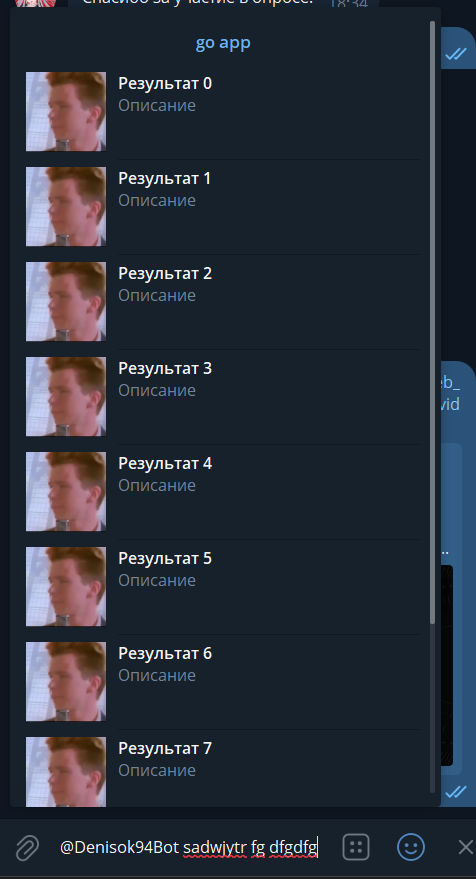 Спасибо за участие в опросе!
18:34
go app
Результат 0
Описание
Результат 1
Описание
Результат 2
Описание
Результат 3
Описание
Результат 4
Описание
eb_
vid
Результат 5
Описание
...
Результат 6
Описание
Результат 7
Описание
@Denisok94Bot sadwjytr fg dfgdfg